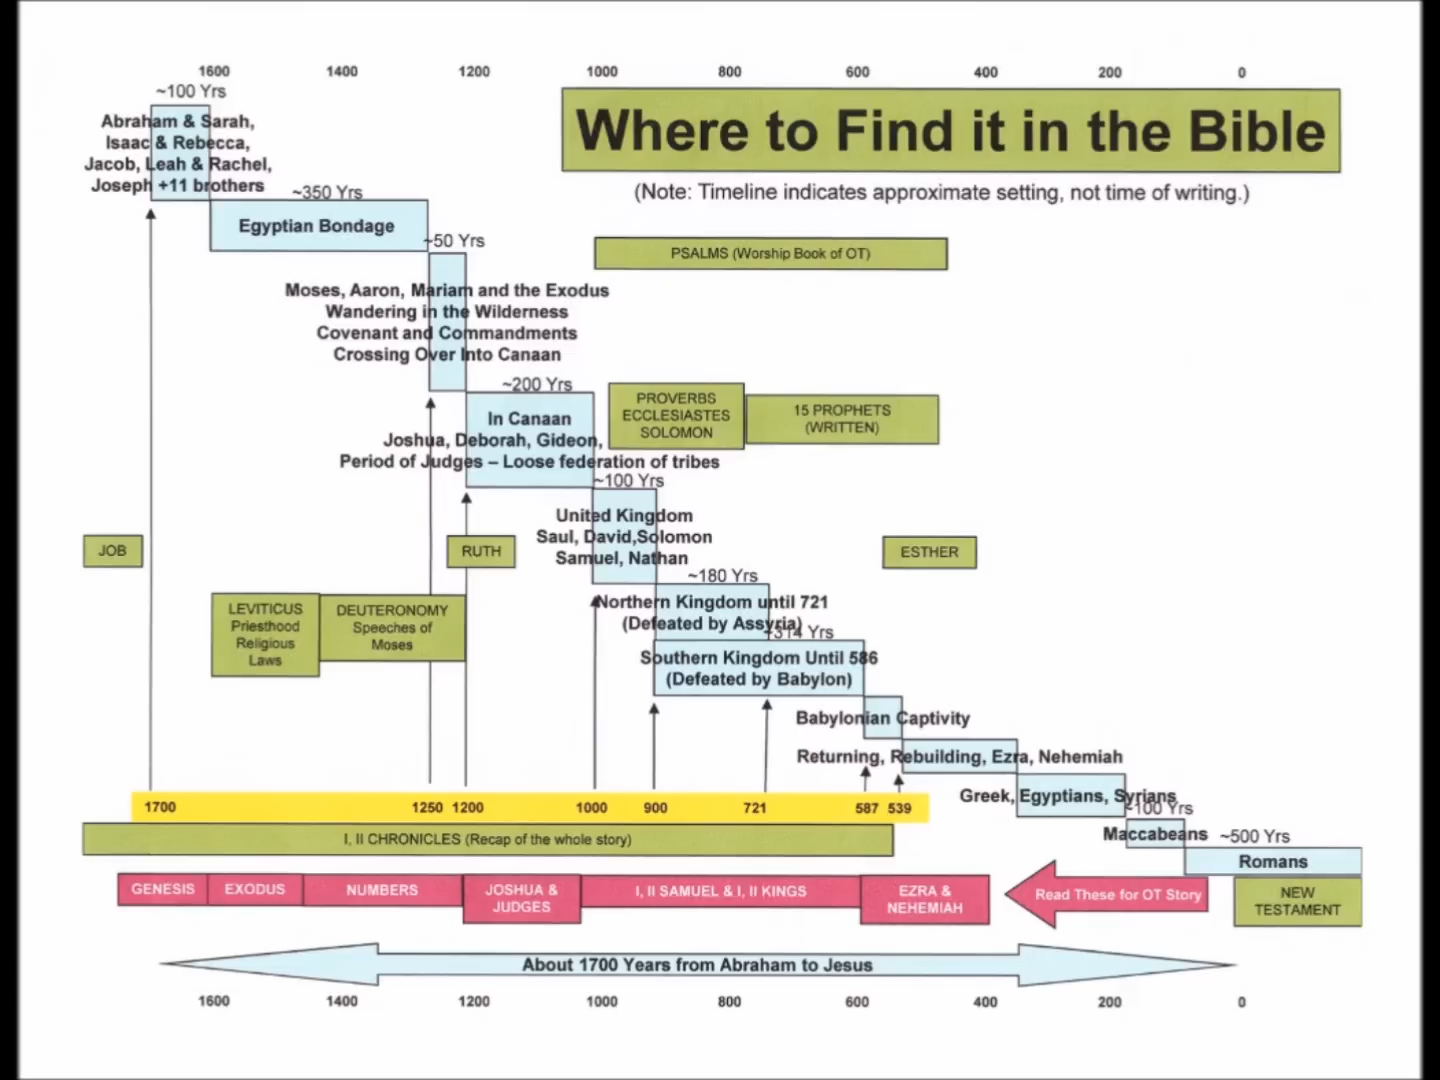 1600 1400 1200 1000 800 600 400 200 0
~100 Yrs
Abraham & Sarah,
Isaac & Rebecca,
Jacob, Leah & Rachel,
Joseph +11 brothers
Where to Find it in the Bible
(Note: Timeline indicates approximate setting, not time of writing.)
~350 Yrs
Egyptian Bondage
~50 Yrs
PSALMS (Worship Book of OT)
Moses, Aaron, Mariam and the Exodus
Wandering in the Wilderness
Covenant and Commandments
Crossing Over Into Canaan
~200 Yrs
In Canaan
Joshua, Deborah, Gideon,
Period of Judges – Loose federation of tribes
PROVERBS
ECCLESIASTES
SOLOMON
15 PROPHETS
(WRITTEN)
~100 Yrs
United Kingdom
Saul, David,Solomon
Samuel, Nathan
JOB
RUTH
ESTHER
~180 Yrs
Northern Kingdom until 721
(Defeated by Assyria)
~314 Yrs
Southern Kingdom Until 586
(Defeated by Babylon)
LEVITICUS
Priesthood
Religious
Laws
DEUTERONOMY
Speeches of
Moses
Babylonian Captivity
Returning, Rebuilding, Ezra, Nehemiah
Greek, Egyptians, Syrians
~100 Yrs
Maccabeans
~500 Yrs
Romans
1700 1250 1200 1000 900 721 587 539
I, II CHRONICLES (Recap of the whole story)
GENESIS
EXODUS
NUMBERS
JOSHUA &
JUDGES
I, II SAMUEL & I, II KINGS
EZRA &
NEHEMIAH
Read These for OT Story
NEW
TESTAMENT
About 1700 Years from Abraham to Jesus
1600 1400 1200 1000 800 600 400 200 0